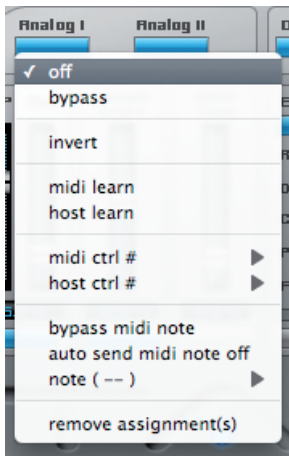 Analog I Analog II
✓ off
bypass
invert
midi learn
host learn
midi ctrl #
host ctrl #
bypass midi note
auto send midi note off
note ( -- )
remove assignment(s)